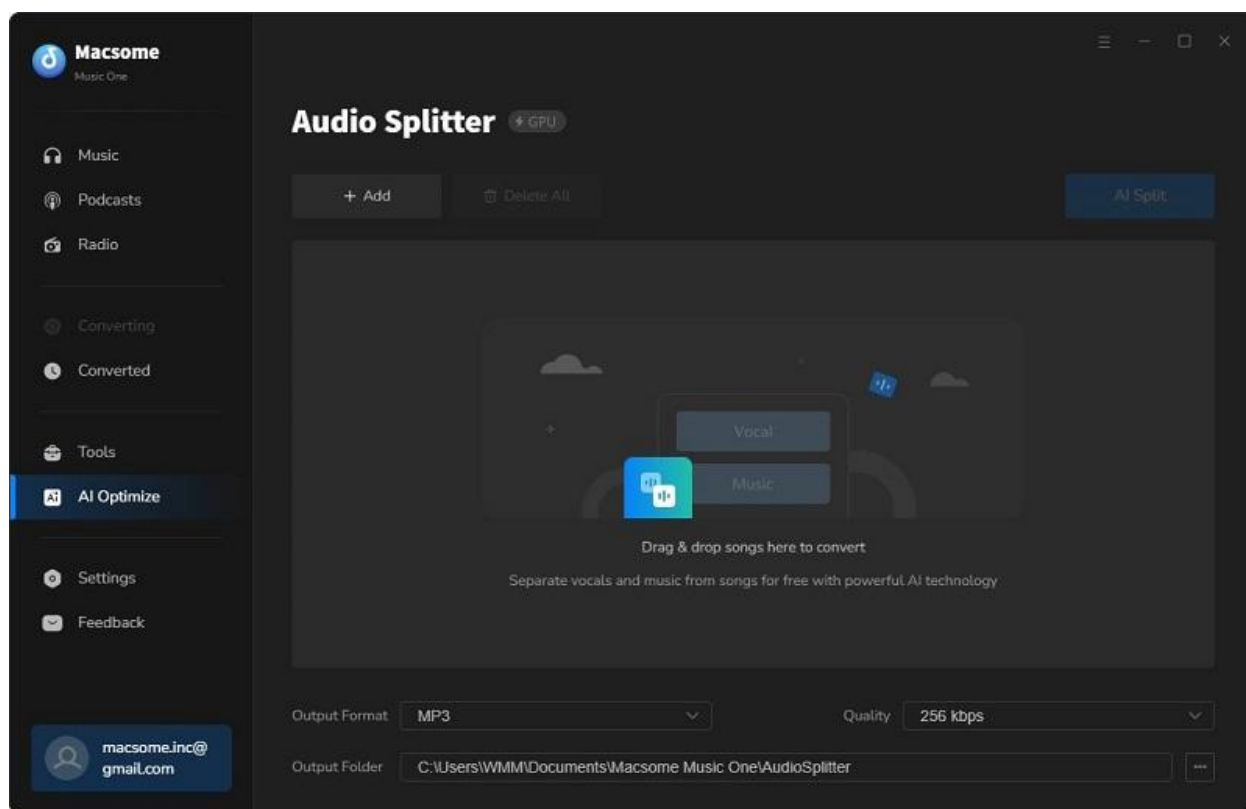 Macsome
Music One
Music
Podcasts
Radio
Converting
Converted
Tools
Ai
AI Optimize
Settings
Feedback
macsome.inc@
gmail.com
Audio Splitter
GPU
+ Add
Delete All
AI Split
Vocal
Music
Drag & drop songs here to convert
Separate vocals and music from songs for free with powerful AI technology
Output Format MP3
Quality 256 kbps
Output Folder C:\Users\WMM\Documents\Macsome Music One\AudioSplitter